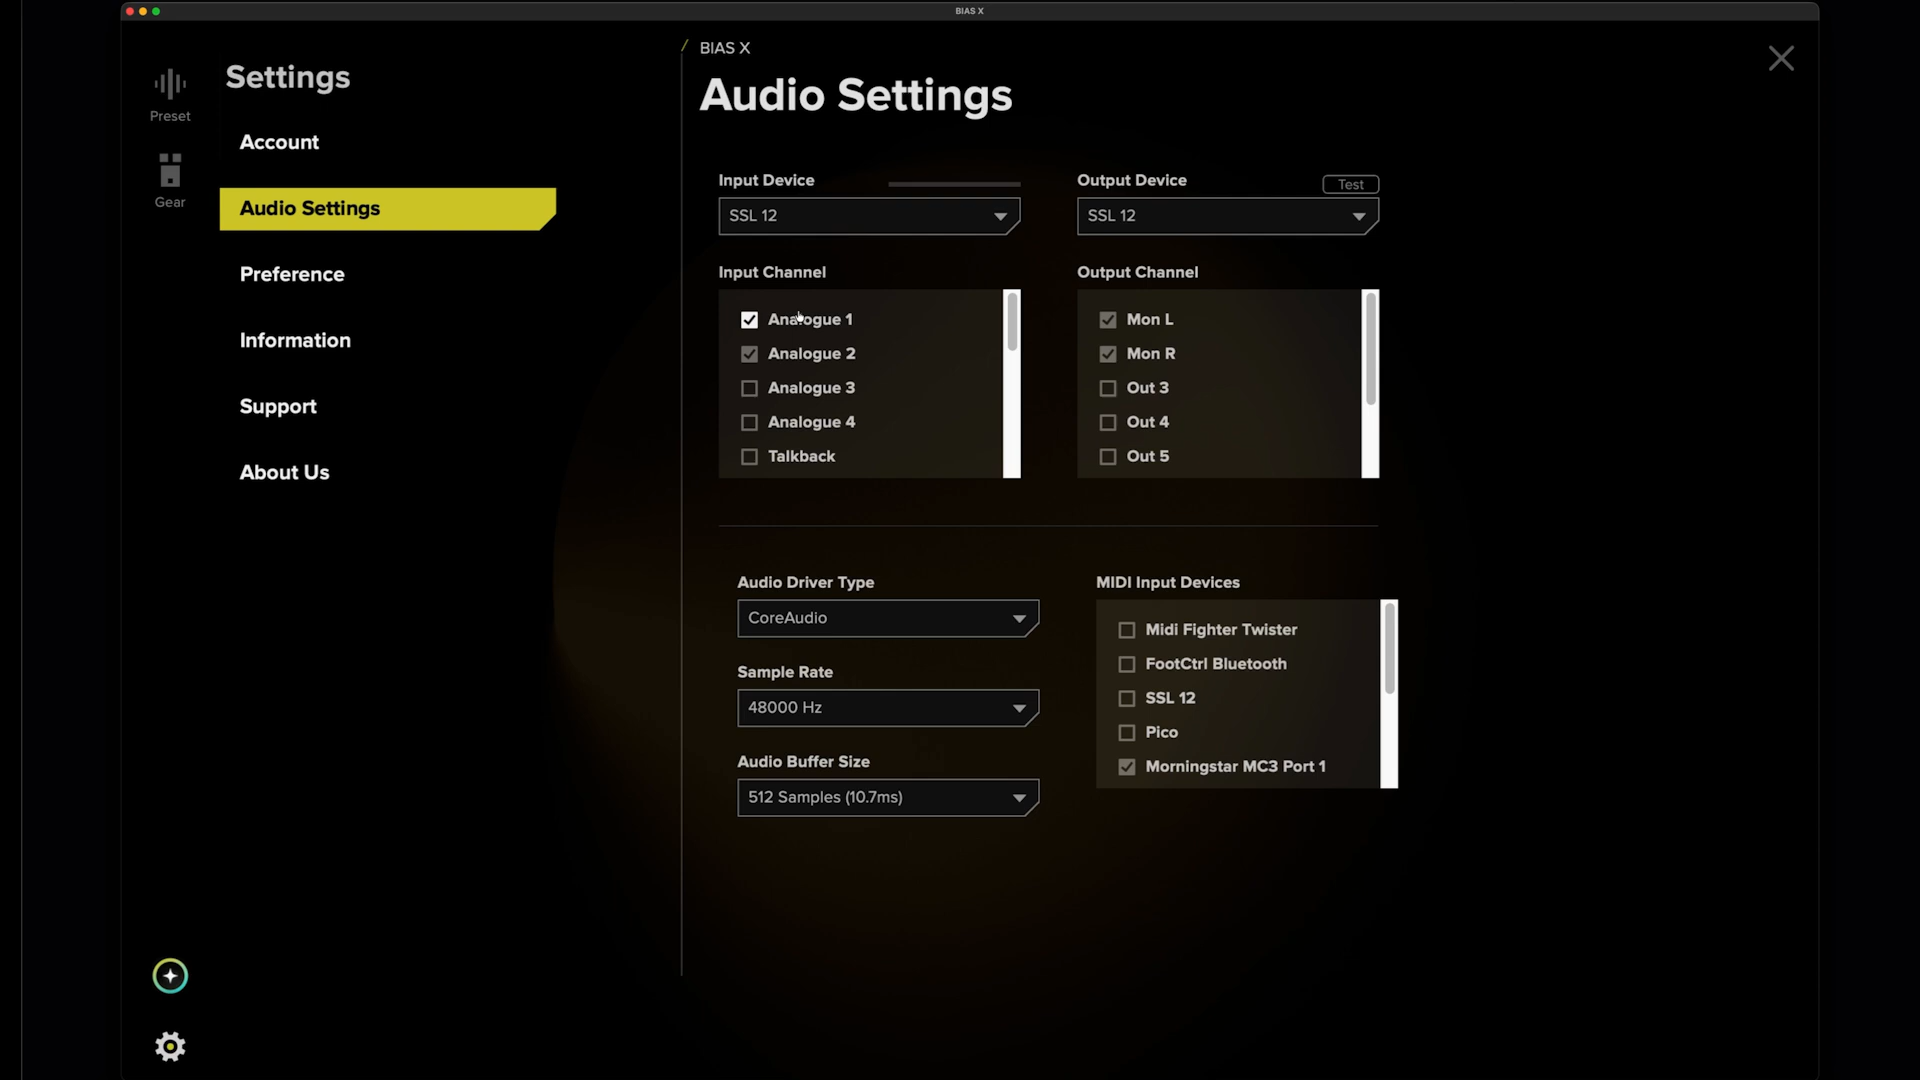 BIAS X
Preset
Gear
Settings
Account
Audio Settings
Preference
Information
Support
About Us
/ BIAS X
Audio Settings
Input Device
SSL 12
Output Device
Test
SSL 12
Input Channel
Analogue 1
Analogue 2
Analogue 3
Analogue 4
Talkback
Output Channel
Mon L
Mon R
Out 3
Out 4
Out 5
Audio Driver Type
CoreAudio
Sample Rate
48000 Hz
Audio Buffer Size
512 Samples (10.7ms)
MIDI Input Devices
Midi Fighter Twister
FootCtrl Bluetooth
SSL 12
Pico
Morningstar MC3 Port 1